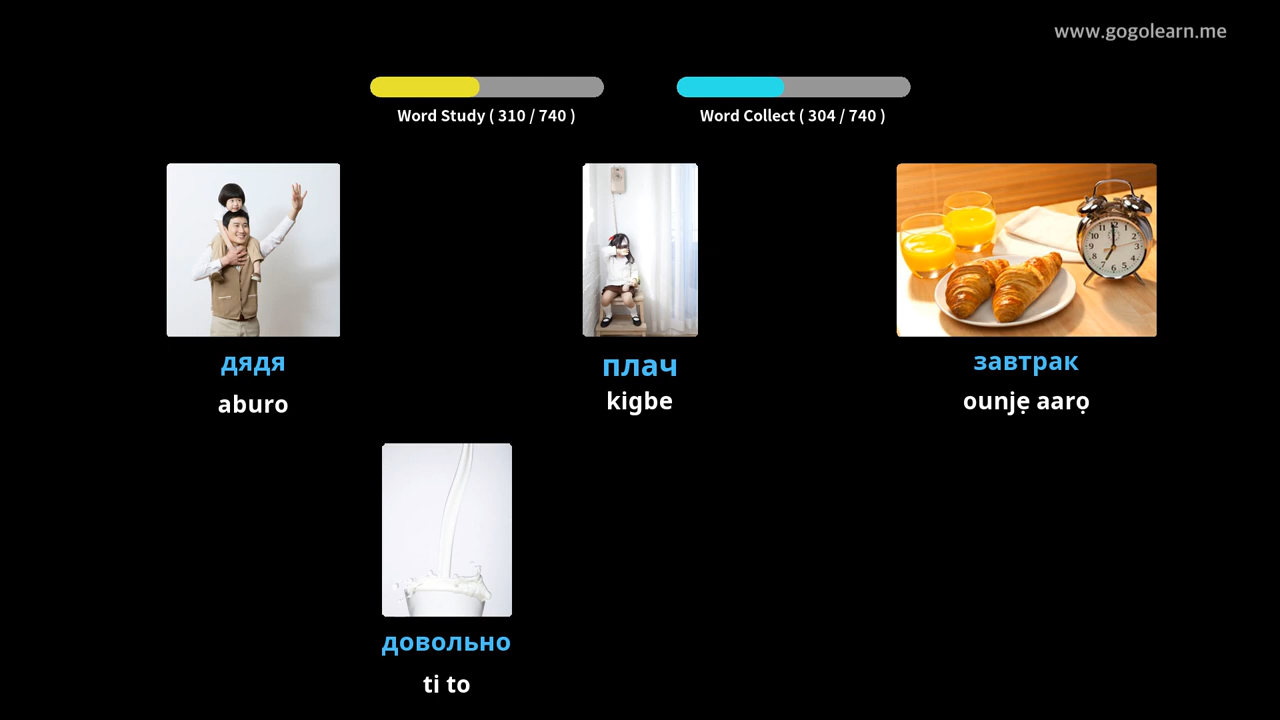 www.gogolearn.me
Word Study ( 310 / 740 )
Word Collect ( 304 / 740 )
дядя
aburo
плач
kigbe
завтрак
ounjẹ aarọ
довольно
ti to